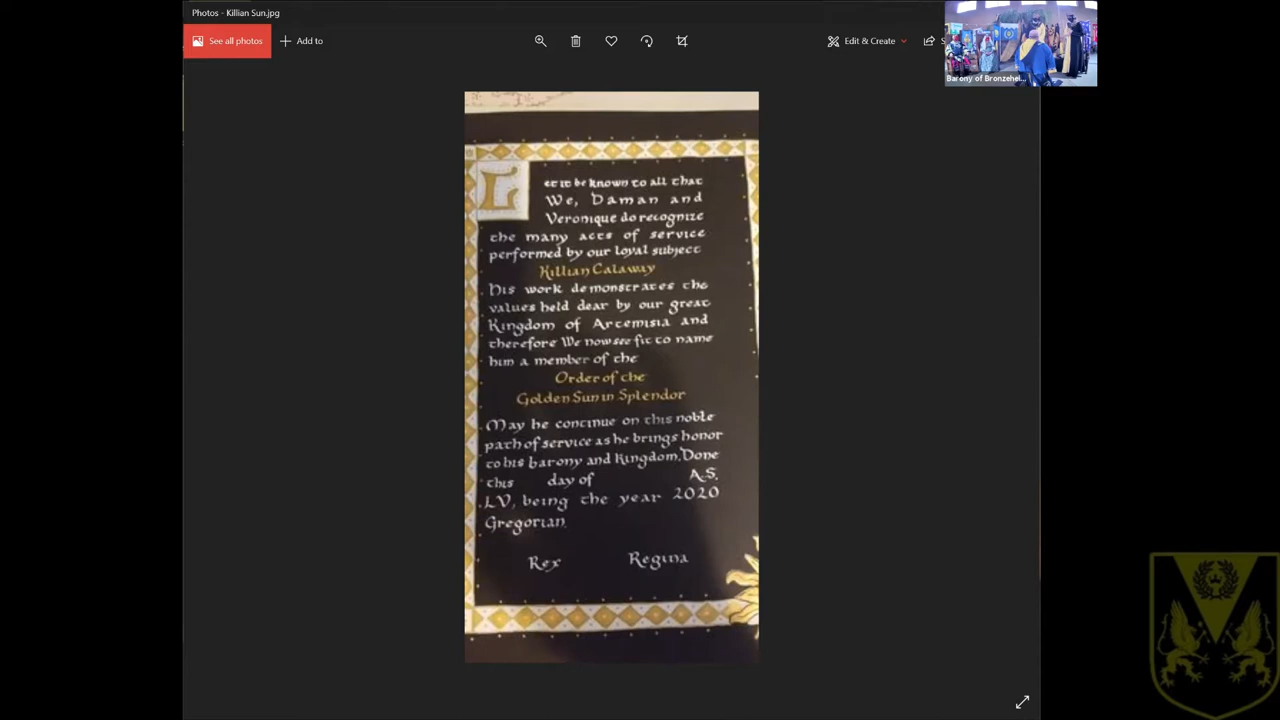 Photos - Killian Sun.jpg
See all photos
Add to
Edit & Create
S
Barony of Bronzehel...
Let it be known to all that
We, Daman and
Veronique do recognize
the many acts of service
performed by our loyal subject
Killian Calaway
His work demonstrates the
values held dear by our great
Kingdom of Artemisia and
therefore We now see fit to name
him a member of the
Order of the
Golden Sun in Splendor
May he continue on this noble
path of service as he brings honor
to his barony and kingdom. Done
this day of A.S.
LV, being the year 2020
Gregorian.
Rex Regina